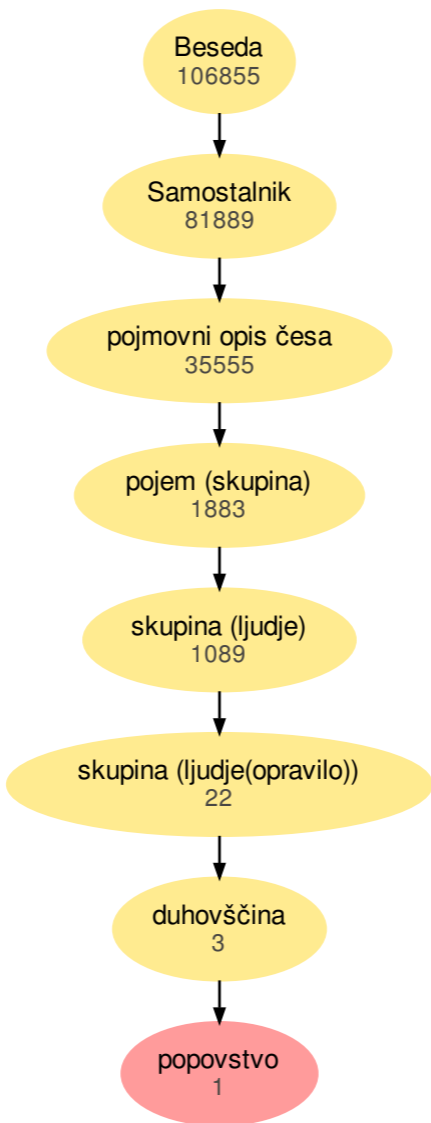 Beseda
106855
Samostalnik
81889
pojmovni opis česa
35555
pojem (skupina)
1883
skupina (ljudje)
1089
skupina (ljudje(opravilo))
22
duhovščina
3
popovstvo
1